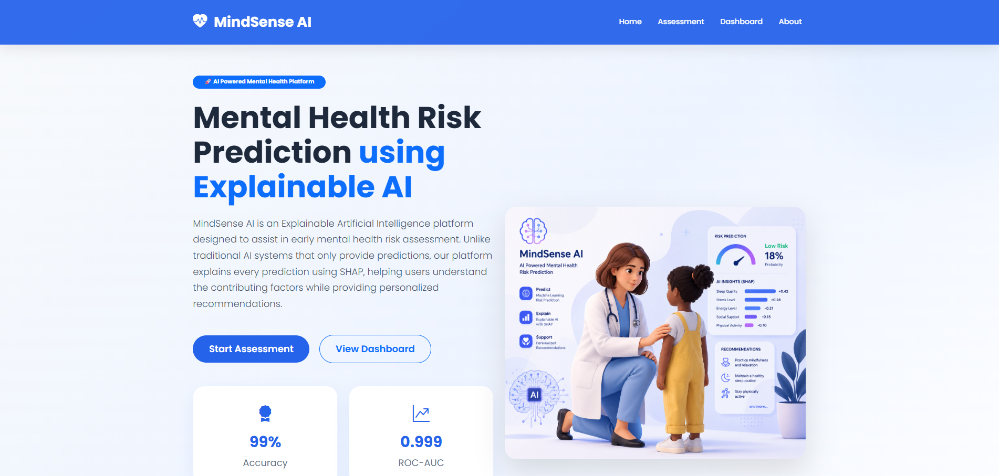 MindSense AI
Home
Assessment
Dashboard
About
🚀 AI Powered Mental Health Platform
Mental Health Risk
Prediction using
Explainable AI
MindSense AI is an Explainable Artificial Intelligence platform
designed to assist in early mental health risk assessment. Unlike
traditional AI systems that only provide predictions, our platform
explains every prediction using SHAP, helping users understand
the contributing factors while providing personalized
recommendations.
Start Assessment
View Dashboard
99%
Accuracy
0.999
ROC-AUC
MindSense AI
AI Powered Mental Health
Risk Prediction
Predict
Machine Learning
Risk Prediction
Explain
Explainable AI
with SHAP
Support
Personalized
Recommendations
AI
RISK PREDICTION
Low Risk
18%
Probability
AI INSIGHTS (SHAP)
Sleep Quality +0.42
Stress Level +0.28
Energy Level -0.21
Social Support -0.15
Physical Activity -0.10
RECOMMENDATIONS
Practice mindfulness
and relaxation
Maintain a healthy
sleep routine
Stay physically
active
and more...